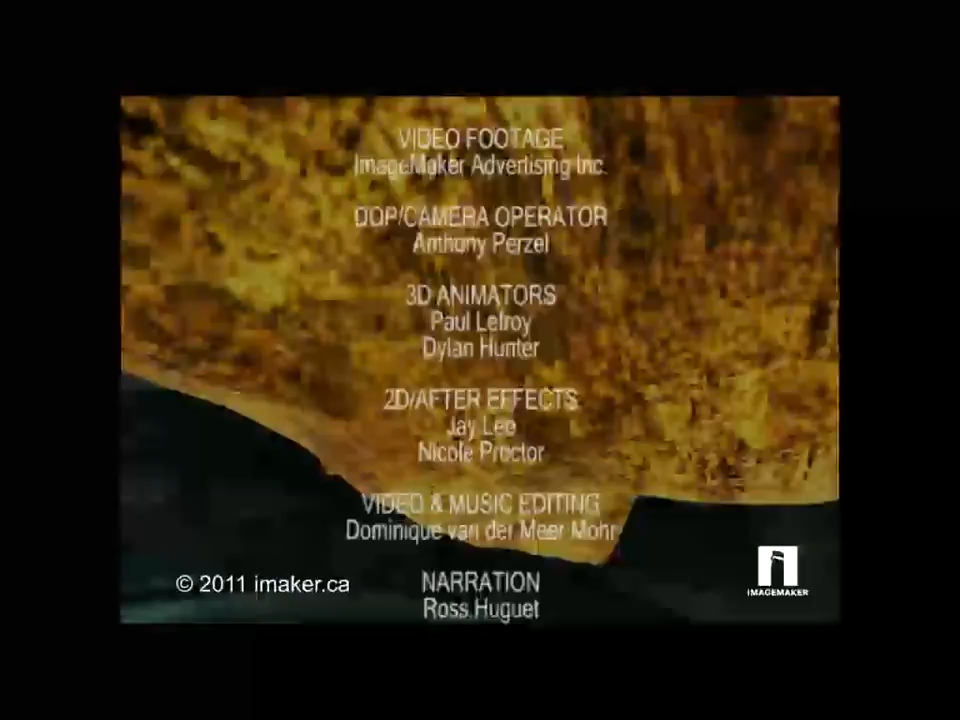 VIDEO FOOTAGE
ImageMaker Advertising Inc.
DOP/CAMERA OPERATOR
Anthony Perzel
3D ANIMATORS
Paul Lefroy
Dylan Hunter
2D/AFTER EFFECTS
Jay Lee
Nicole Proctor
VIDEO & MUSIC EDITING
Dominique van der Meer Mohr
NARRATION
Ross Huguet
© 2011 imaker.ca
IMAGEMAKER